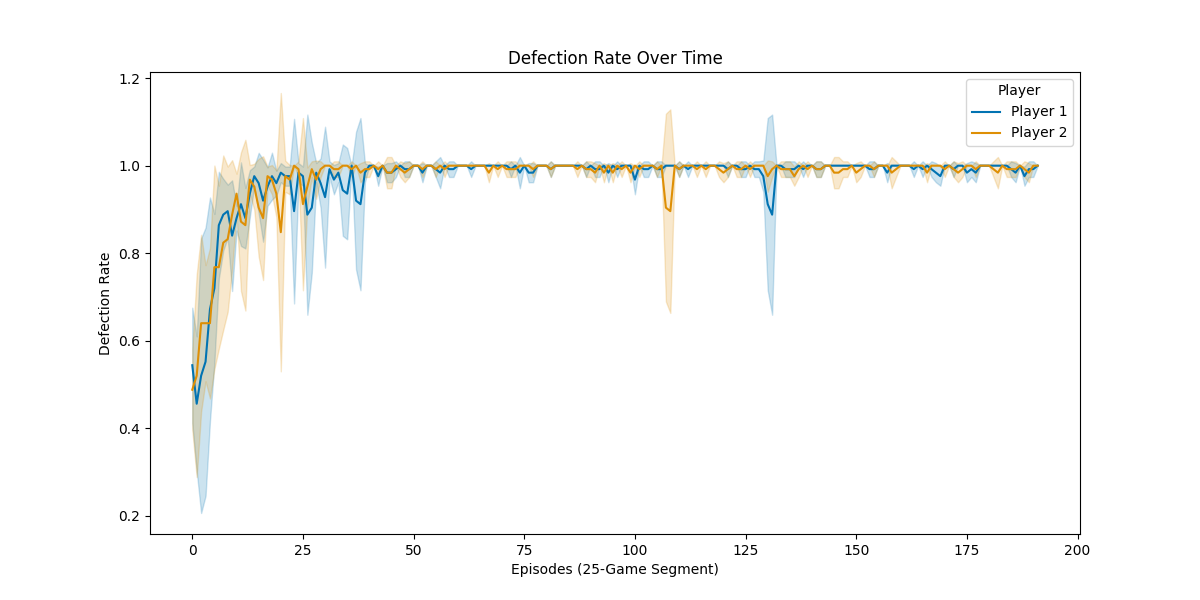 Defection Rate Over Time
Player
Player 1
Player 2
Defection Rate
1.2
1.0
0.8
0.6
0.4
0.2
0
25
50
75
100
125
150
175
200
Episodes (25-Game Segment)